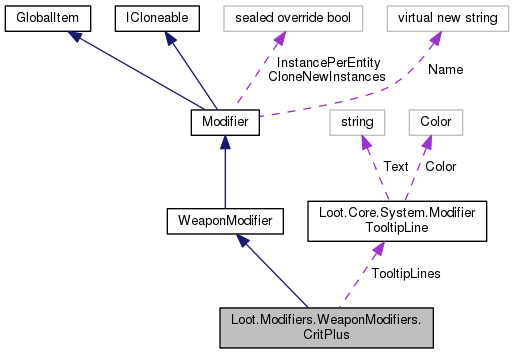 GlobalItem
ICloneable
sealed override bool
virtual new string
InstancePerEntity
CloneNewInstances
Name
Modifier
string
Color
Text
Color
WeaponModifier
Loot.Core.System.Modifier
TooltipLine
TooltipLines
Loot.Modifiers.WeaponModifiers.
CritPlus